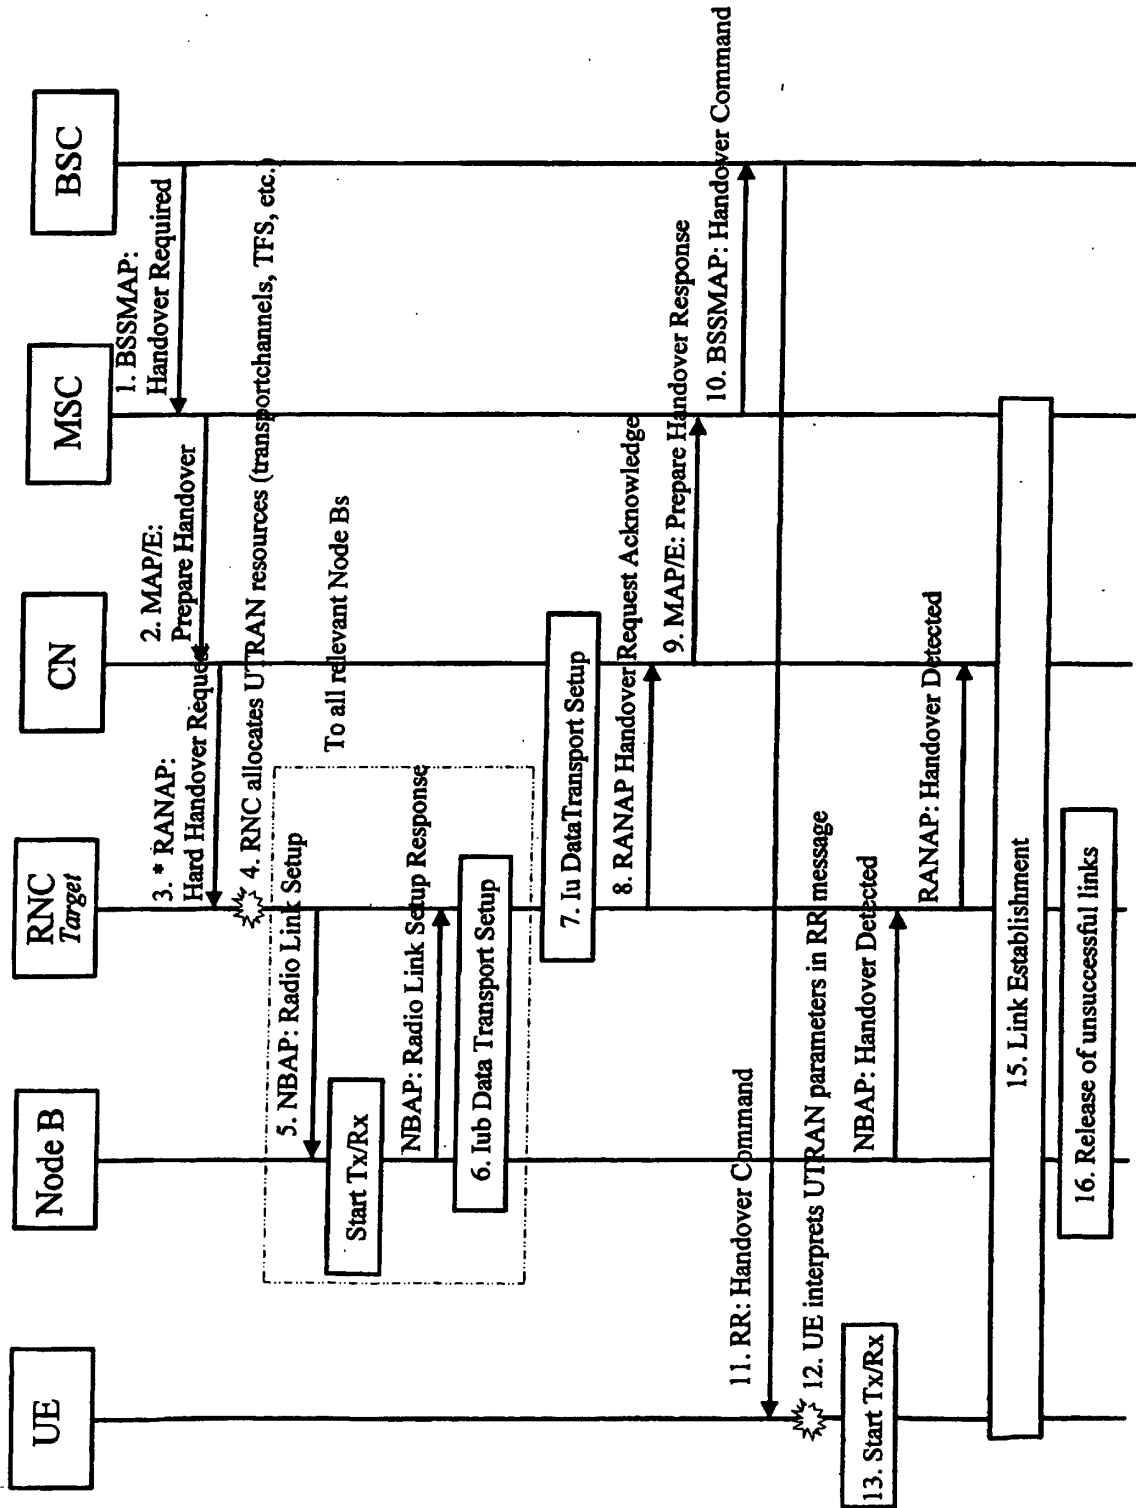 UE
Node B
RNC
Target
CN
MSC
BSC
1. BSSMAP:
Handover Required
2. MAP/E:
Prepare Handover
3. * RANAP:
Hard Handover Request
4. RNC allocates UTRAN resources (transportchannels, TFS, etc.)
5. NBAP: Radio Link Setup
To all relevant Node Bs
Start Tx/Rx
NBAP: Radio Link Setup Response
6. Iub Data Transport Setup
7. Iu DataTransport Setup
8. RANAP Handover Request Acknowledge
9. MAP/E: Prepare Handover Response
10. BSSMAP: Handover Command
11. RR: Handover Command
12. UE interprets UTRAN parameters in RR message
13. Start Tx/Rx
NBAP: Handover Detected
RANAP: Handover Detected
15. Link Establishment
16. Release of unsuccessful links